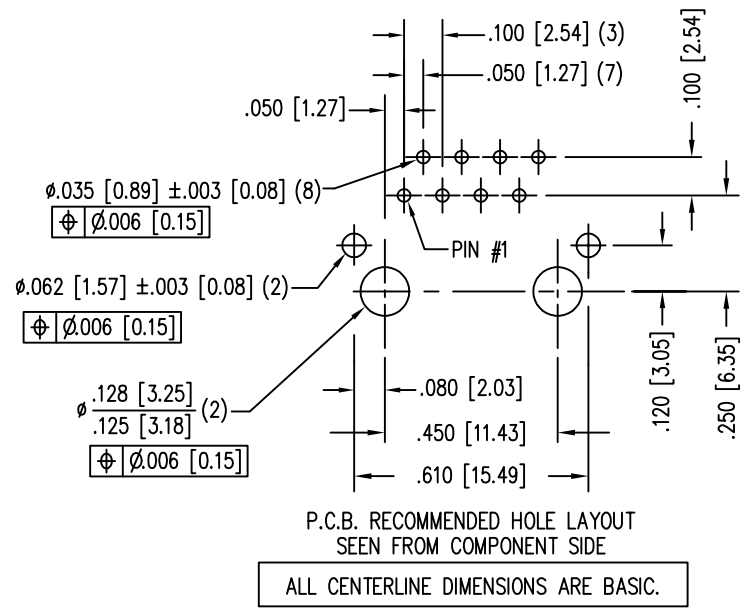 .100 [2.54] (3)
.050 [1.27] (7)
.050 [1.27]
.100 [2.54]
ø.035 [0.89] ±.003 [0.08] (8)
⌖ Ø.006 [0.15]
PIN #1
ø.062 [1.57] ±.003 [0.08] (2)
⌖ Ø.006 [0.15]
.120 [3.05]
.250 [6.35]
ø .128 [3.25]
.125 [3.18] (2)
⌖ Ø.006 [0.15]
.080 [2.03]
.450 [11.43]
.610 [15.49]
P.C.B. RECOMMENDED HOLE LAYOUT
SEEN FROM COMPONENT SIDE
ALL CENTERLINE DIMENSIONS ARE BASIC.